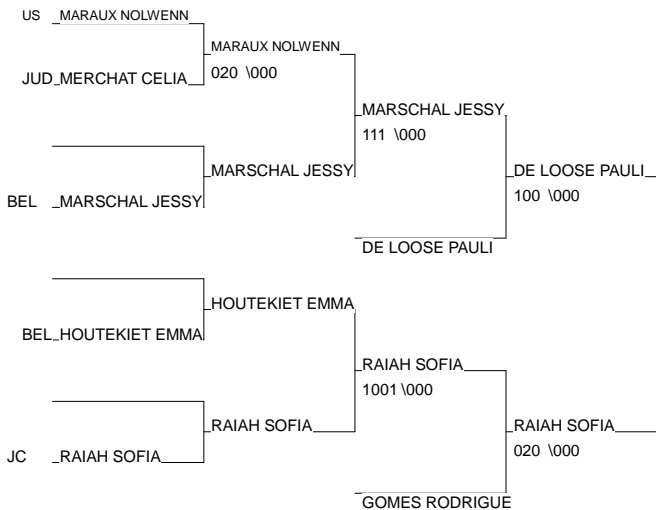 US MARAUX NOLWENN
MARAUX NOLWENN
JUD MERCHAT CELIA
020 \000
MARSCHAL JESSY
111 \000
MARSCHAL JESSY
DE LOOSE PAULI
100 \000
BEL MARSCHAL JESSY
DE LOOSE PAULI
HOUTEKIET EMMA
BEL HOUTEKIET EMMA
RAIAH SOFIA
1001 \000
RAIAH SOFIA
RAIAH SOFIA
020 \000
JC RAIAH SOFIA
GOMES RODRIGUE